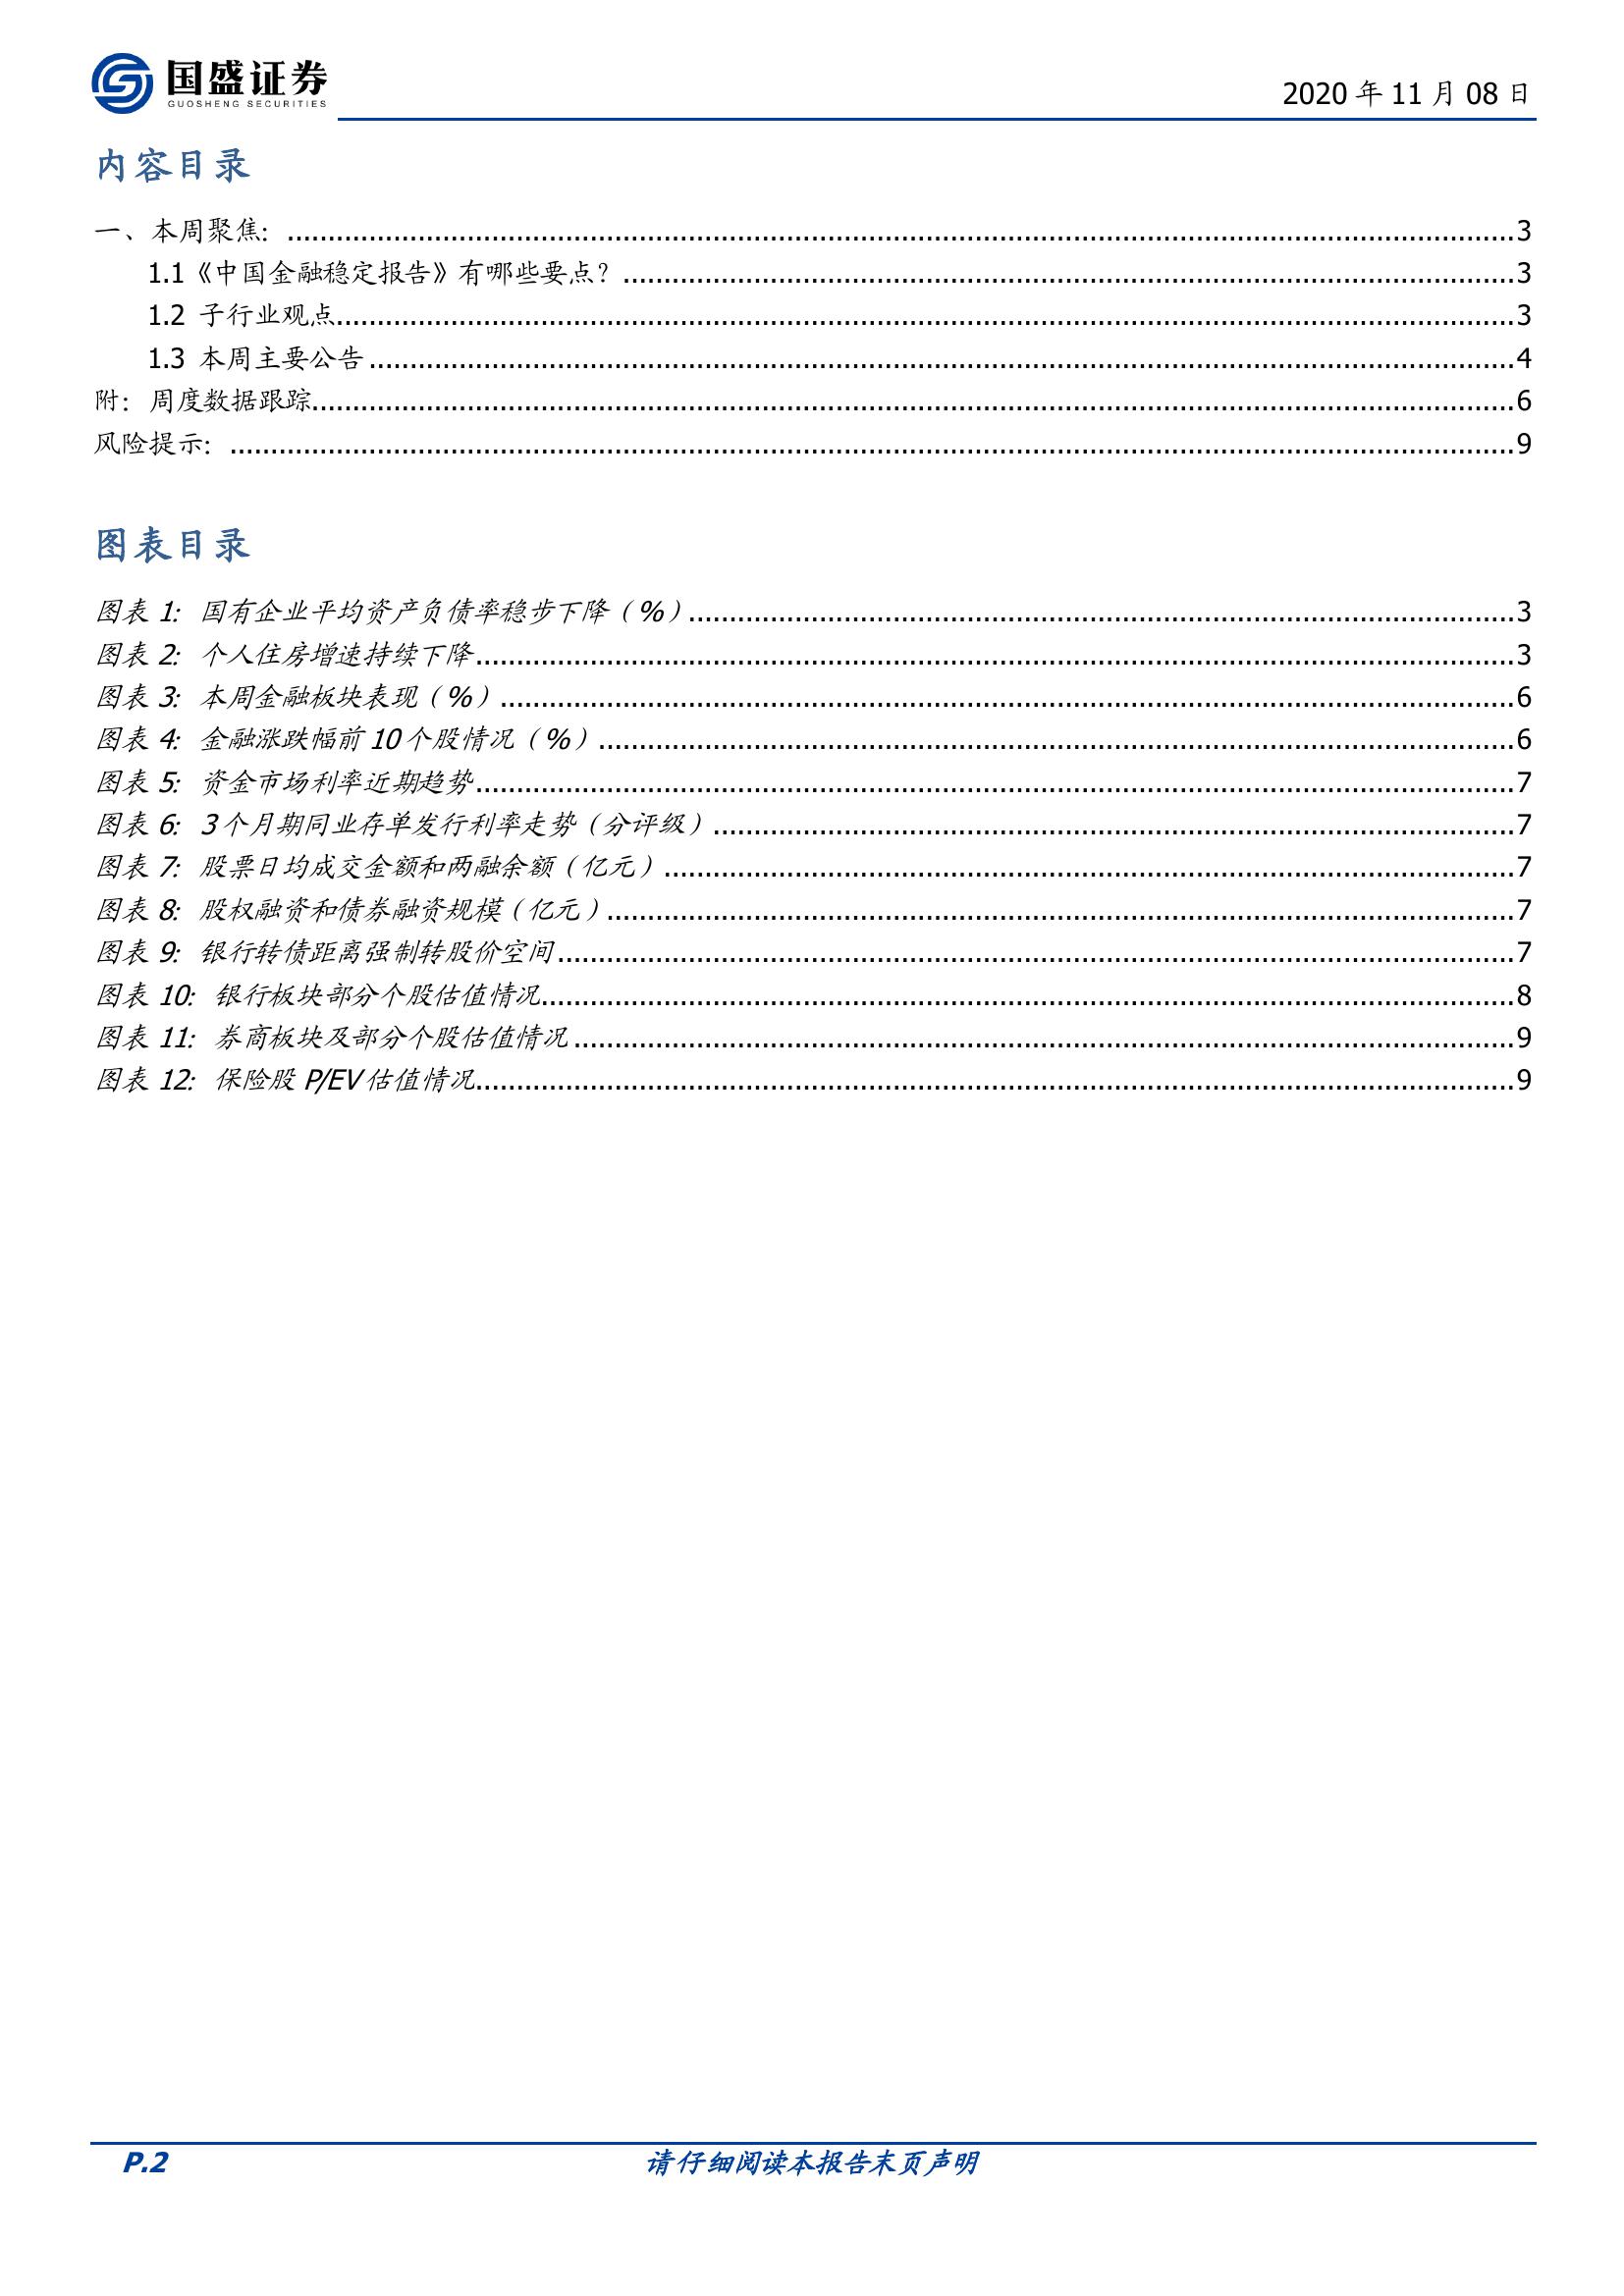 国盛证券
GUOSHENG SECURITIES
2020 年 11 月 08 日
内容目录
一、本周聚焦: ........................................................................................................................3
1.1《中国金融稳定报告》有哪些要点? ........................................................................................................................3
1.2 子行业观点........................................................................................................................3
1.3 本周主要公告 ........................................................................................................................4
附: 周度数据跟踪........................................................................................................................6
风险提示: ........................................................................................................................9
图表目录
图表 1: 国有企业平均资产负债率稳步下降（%）........................................................................................................................3
图表 2: 个人住房增速持续下降........................................................................................................................3
图表 3: 本周金融板块表现（%）........................................................................................................................6
图表 4: 金融涨跌幅前 10 个股情况（%）........................................................................................................................6
图表 5: 资金市场利率近期趋势........................................................................................................................7
图表 6: 3 个月期同业存单发行利率走势（分评级）........................................................................................................................7
图表 7: 股票日均成交金额和两融余额（亿元）........................................................................................................................7
图表 8: 股权融资和债券融资规模（亿元）........................................................................................................................7
图表 9: 银行转债距离强制转股价空间........................................................................................................................7
图表 10: 银行板块部分个股估值情况........................................................................................................................8
图表 11: 券商板块及部分个股估值情况........................................................................................................................9
图表 12: 保险股 P/EV 估值情况........................................................................................................................9
P.2
请仔细阅读本报告末页声明